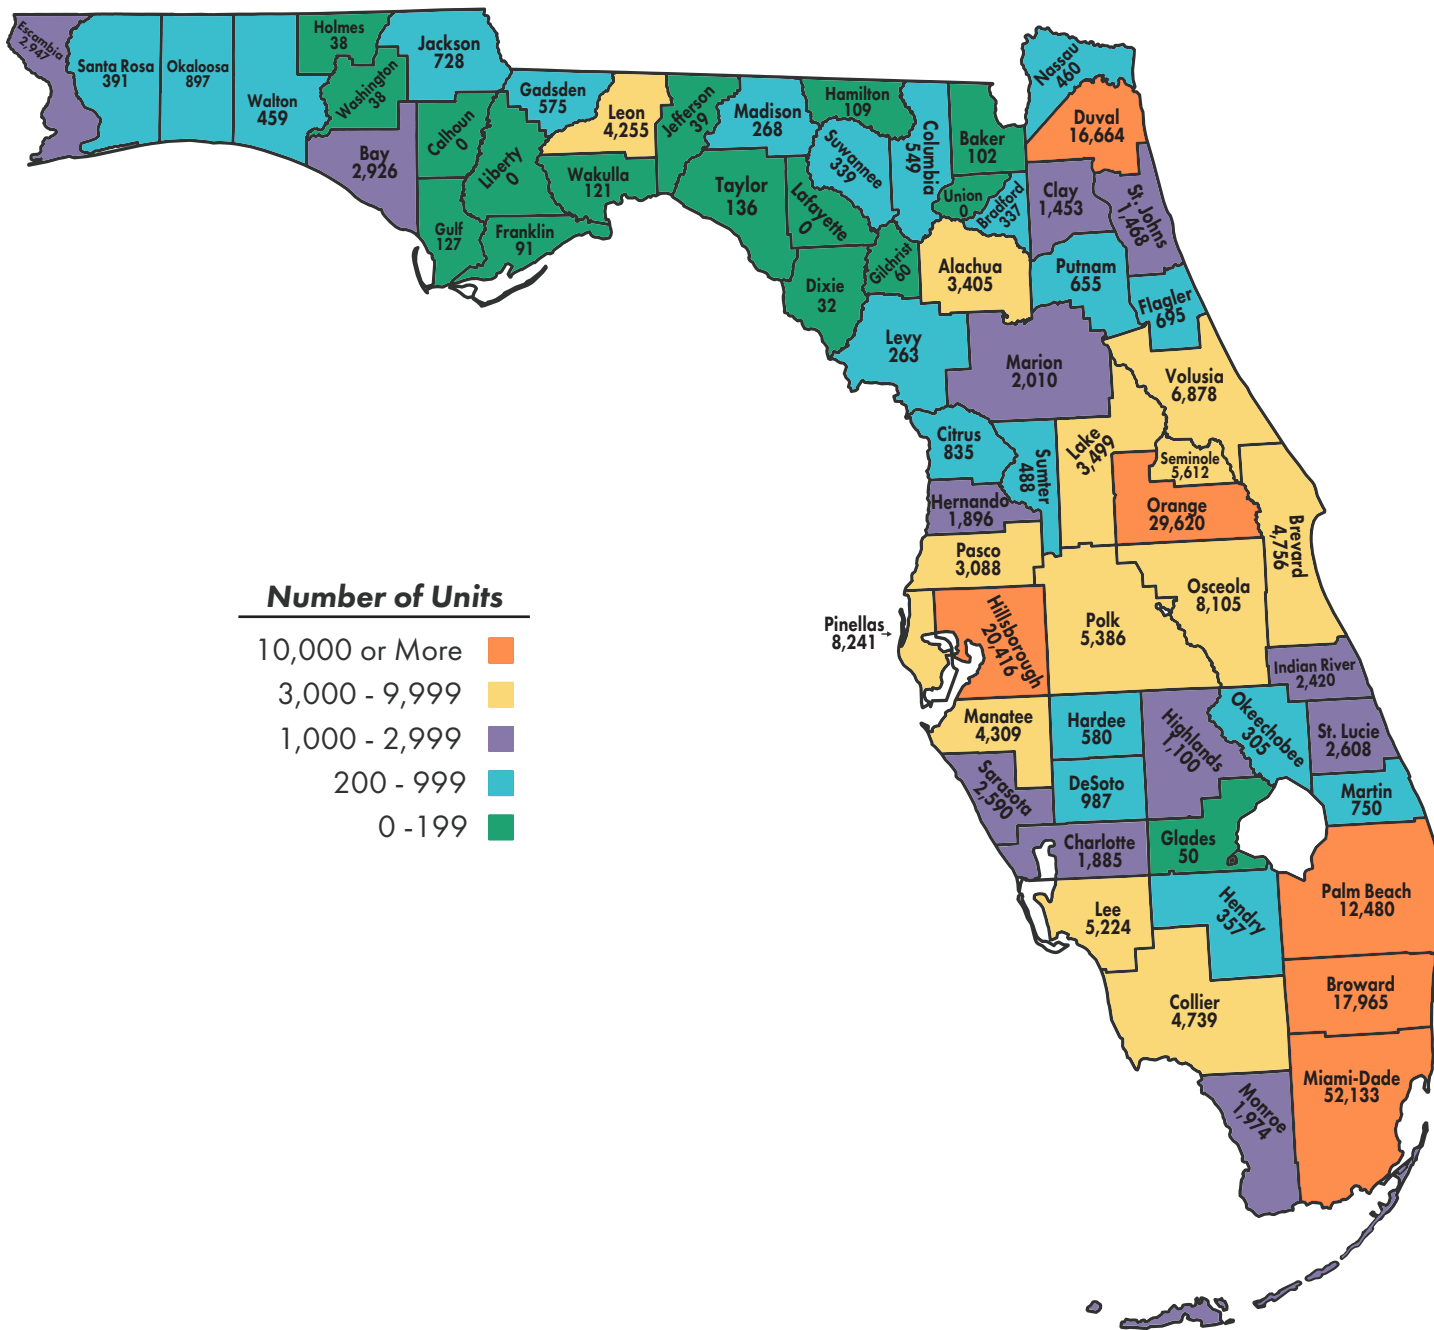 Escambia
2,947
Santa Rosa
391
Okaloosa
897
Walton
459
Holmes
38
Washington
38
Jackson
728
Bay
2,926
Calhoun
0
Gulf
127
Liberty
0
Gadsden
575
Franklin
91
Leon
4,255
Wakulla
121
Jefferson
39
Madison
268
Taylor
136
Hamilton
109
Suwannee
339
Lafayette
0
Dixie
32
Columbia
549
Gilchrist
60
Baker
102
Union
0
Bradford
337
Nassau
460
Duval
16,664
Clay
1,453
St. Johns
1,468
Alachua
3,405
Putnam
655
Flagler
695
Levy
263
Marion
2,010
Volusia
6,878
Citrus
835
Sumter
488
Lake
3,499
Seminole
5,612
Hernando
1,896
Orange
29,620
Brevard
4,756
Pasco
3,088
Osceola
8,105
Pinellas
8,241
Hillsborough
20,416
Polk
5,386
Indian River
2,420
Manatee
4,309
Hardee
580
Highlands
1,100
Okeechobee
305
St. Lucie
2,608
Sarasota
2,590
DeSoto
987
Martin
750
Charlotte
1,885
Glades
50
Lee
5,224
Hendry
357
Palm Beach
12,480
Collier
4,739
Broward
17,965
Miami-Dade
52,133
Monroe
1,974
Number of Units
10,000 or More
3,000 - 9,999
1,000 - 2,999
200 - 999
0 -199